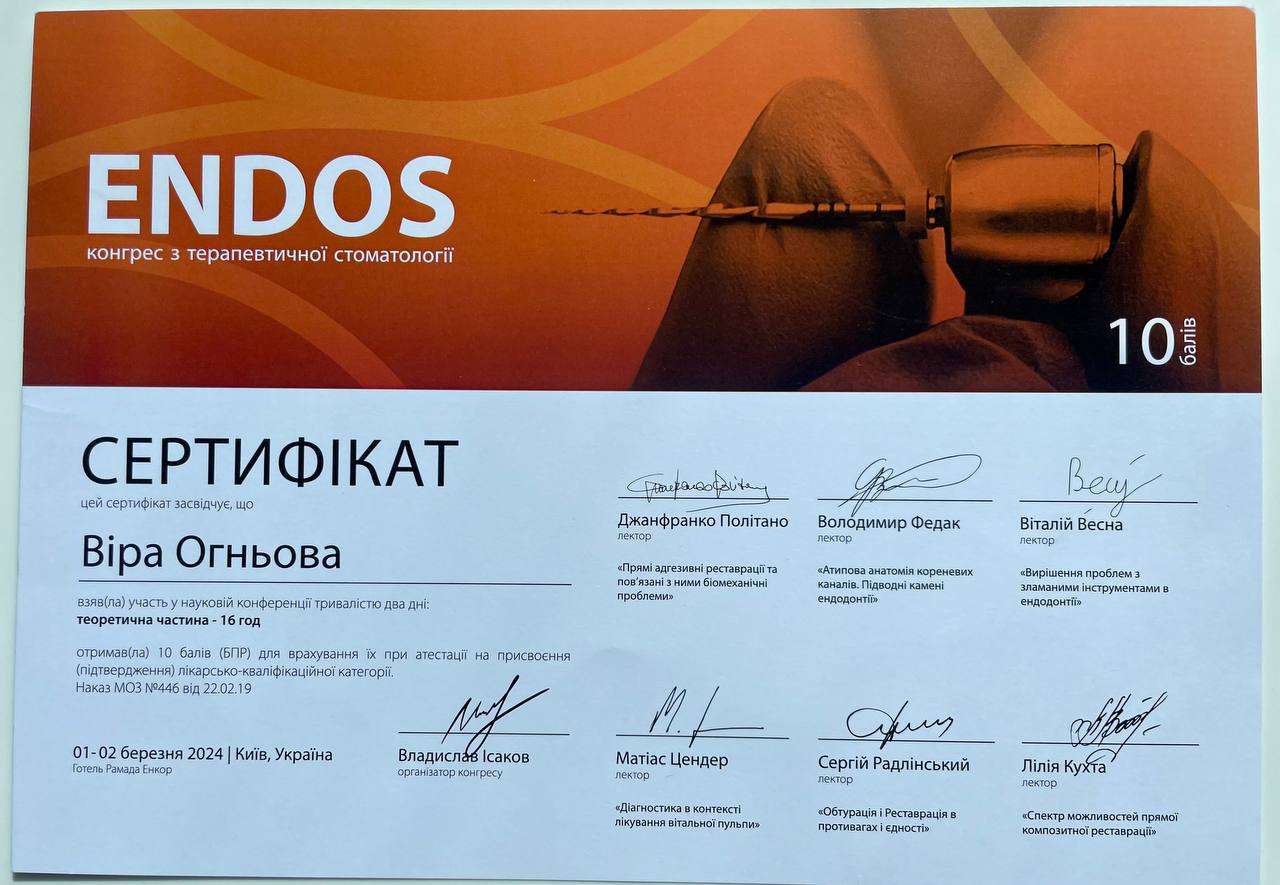 ENDOS
конгрес з терапевтичної стоматології
10 балів
СЕРТИФІКАТ
цей сертифікат засвідчує, що
Віра Огньова
взяв(ла) участь у науковій конференції тривалістю два дні:
теоретична частина - 16 год
отримав(ла) 10 балів (БПР) для врахування їх при атестації на присвоєння
(підтвердження) лікарсько-кваліфікаційної категорії.
Наказ МОЗ №446 від 22.02.19
01-02 березня 2024 | Київ, Україна
Готель Рамада Енкор
Владислав Ісаков
організатор конгресу
Джанфранко Політано
лектор
«Прямі адгезивні реставрації та
пов'язані з ними біомеханічні
проблеми»
Володимир Федак
лектор
«Атипова анатомія кореневих
каналів. Підводні камені
ендодонтії»
Віталій Весна
лектор
«Вирішення проблем з
зламаними інструментами в
ендодонтії»
Матіас Цендер
лектор
«Діагностика в контексті
лікування вітальної пульпи»
Сергій Радлінський
лектор
«Обтурація і Реставрація в
противагах і єдності»
Лілія Кухта
лектор
«Спектр можливостей прямої
композитної реставрації»